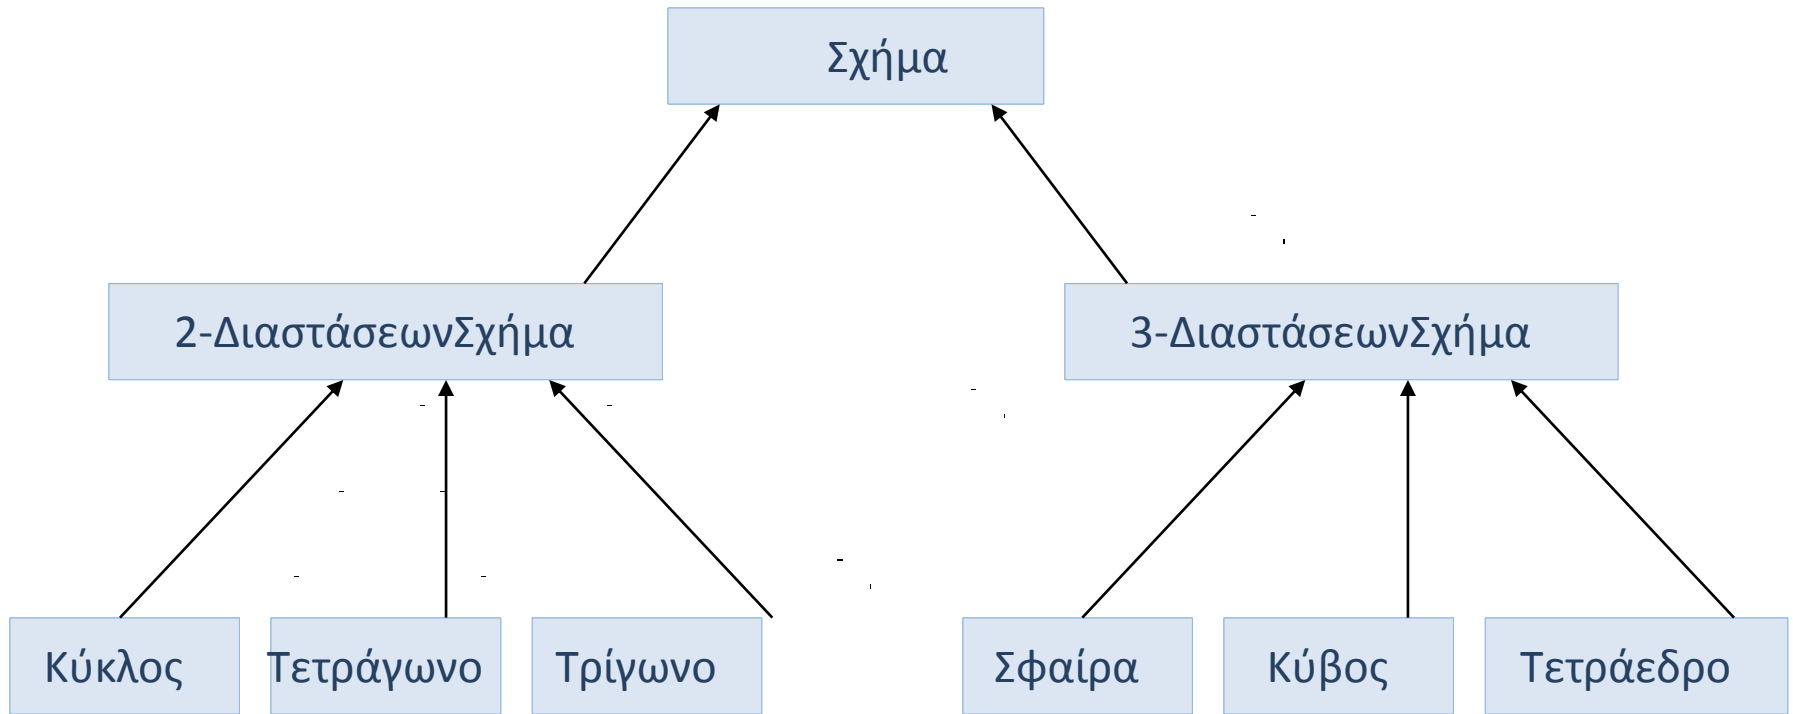 Σχήμα
2-ΔιαστάσεωνΣχήμα
3-ΔιαστάσεωνΣχήμα
Κύκλος
Τετράγωνο
Τρίγωνο
Σφαίρα
Κύβος
Τετράεδρο